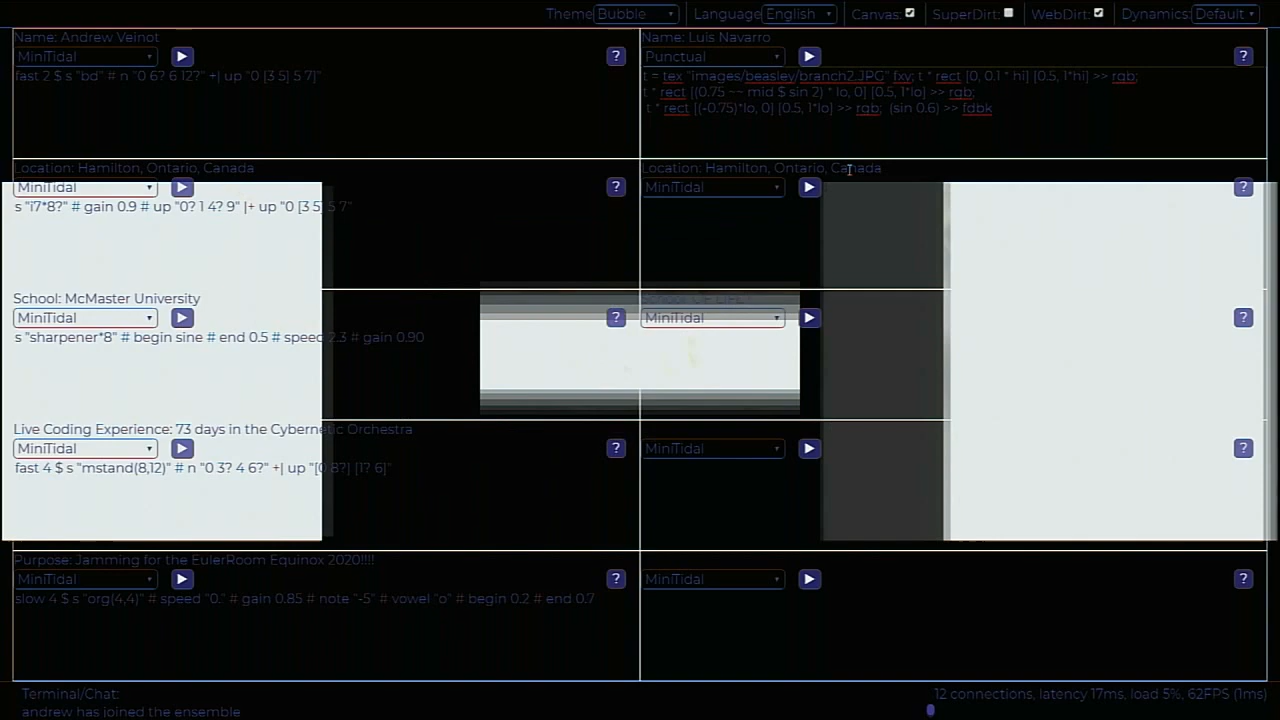 Theme Bubble Language English Canvas: SuperDirt: WebDirt: Dynamics: Default
Name: Andrew Veinot
MiniTidal ?
fast 2 $ s "bd" # n "0 6? 6 12?" +| up "0 [3 5] 5 7]"
Name: Luis Navarro
Punctual ?
t = tex "images/beasley/branch2.JPG" fxv; t * rect [0, 0.1 * hi] [0.5, 1*hi] >> rgb;
t * rect [(0.75 ~~ mid $ sin 2) * lo, 0] [0.5, 1*lo] >> rgb;
t * rect [(-0.75)*lo, 0] [0.5, 1*lo] >> rgb; (sin 0.6) >> fdbk
Location: Hamilton, Ontario, Canada
MiniTidal ?
s "i7*8?" # gain 0.9 # up "0? 1 4? 9" |+ up "0 [3 5] 5 7"
Location: Hamilton, Ontario, Canada
MiniTidal ?
School: McMaster University
MiniTidal ?
s "sharpener*8" # begin sine # end 0.5 # speed 2.3 # gain 0.90
School: OF LIFE
MiniTidal ?
Live Coding Experience: 73 days in the Cybernetic Orchestra
MiniTidal ?
fast 4 $ s "mstand(8,12)" # n "0 3? 4 6?" +| up "[0 8?] [1? 6]"
MiniTidal ?
Purpose: Jamming for the EulerRoom Equinox 2020!!!!
MiniTidal ?
slow 4 $ s "org(4,4)" # speed "0." # gain 0.85 # note "-5" # vowel "o" # begin 0.2 # end 0.7
MiniTidal ?
Terminal/Chat:
andrew has joined the ensemble
12 connections, latency 17ms, load 5%, 62FPS (1ms)